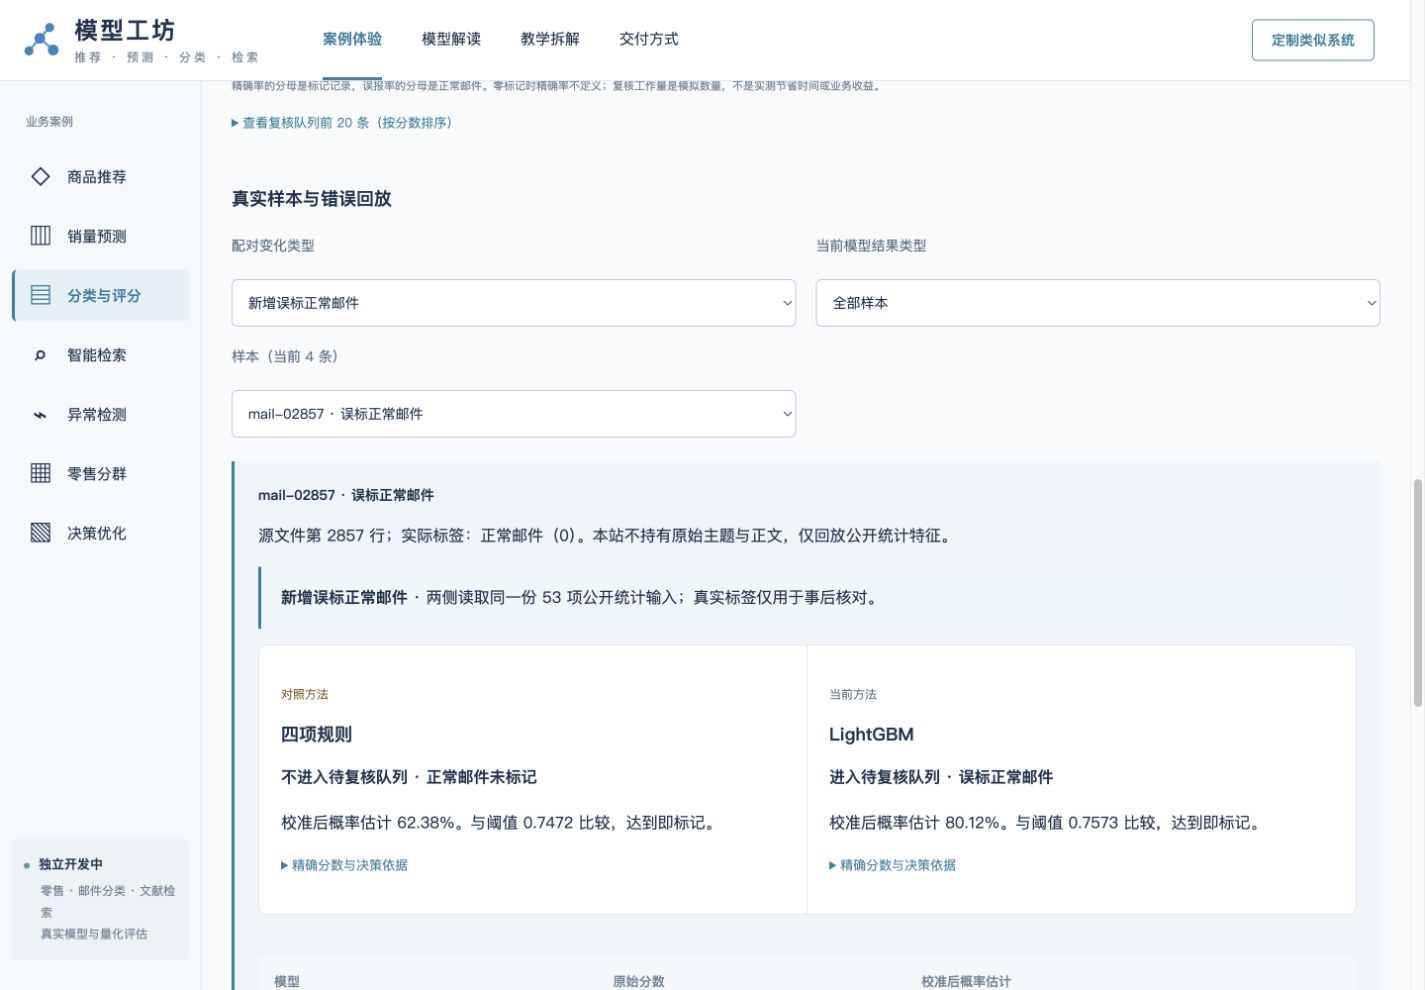 模型工坊
推荐 · 预测 · 分类 · 检索
案例体验
模型解读
教学拆解
交付方式
定制类似系统
业务案例
商品推荐
销量预测
分类与评分
智能检索
异常检测
零售分群
决策优化
独立开发中
零售 · 邮件分类 · 文献检
索
真实模型与量化评估
精确率的分母是标记记录，误报率的分母是正常邮件。零标记时精确率不定义；复核工作量是模拟数量，不是实测节省时间或业务收益。
查看复核队列前 20 条（按分数排序）
真实样本与错误回放
配对变化类型
当前模型结果类型
新增误标正常邮件
全部样本
样本（当前 4 条）
mail-02857 · 误标正常邮件
mail-02857 · 误标正常邮件
源文件第 2857 行；实际标签：正常邮件（0）。本站不持有原始主题与正文，仅回放公开统计特征。
新增误标正常邮件 · 两侧读取同一份 53 项公开统计输入；真实标签仅用于事后核对。
对照方法
四项规则
不进入待复核队列 · 正常邮件未标记
校准后概率估计 62.38%。与阈值 0.7472 比较，达到即标记。
精确分数与决策依据
当前方法
LightGBM
进入待复核队列 · 误标正常邮件
校准后概率估计 80.12%。与阈值 0.7573 比较，达到即标记。
精确分数与决策依据
模型
原始分数
校准后概率估计